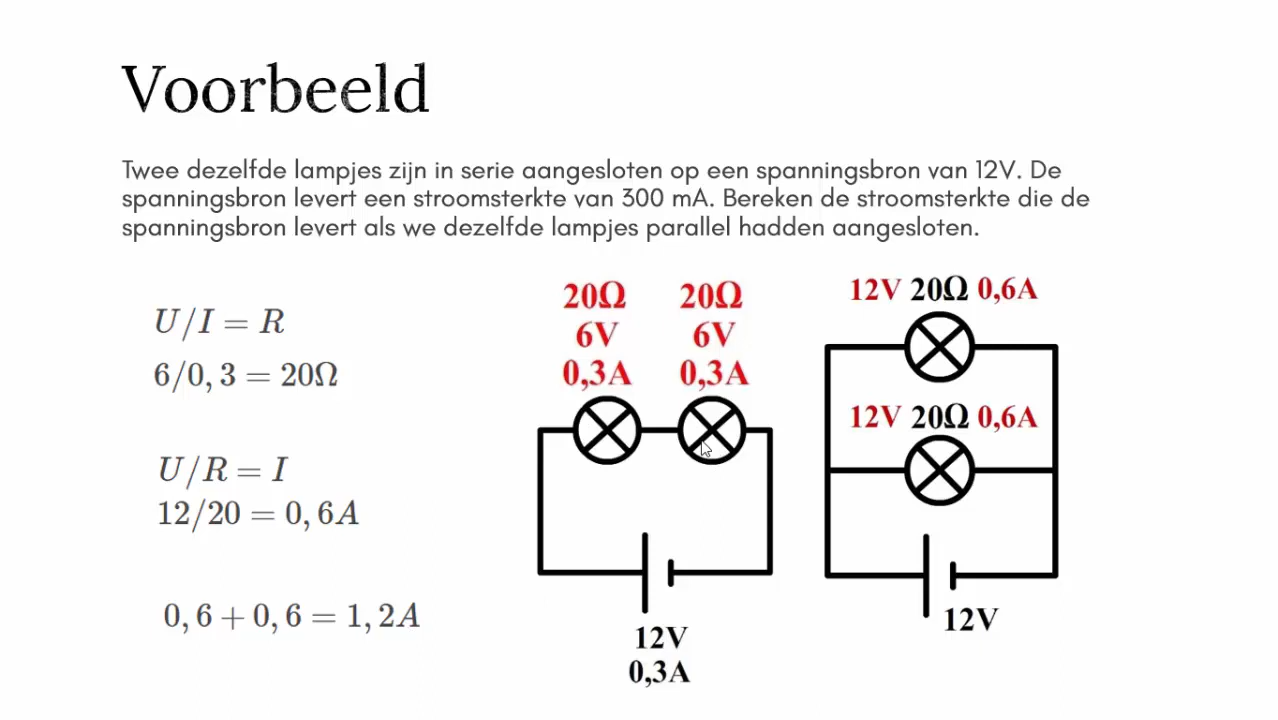 Voorbeeld
Twee dezelfde lampjes zijn in serie aangesloten op een spanningsbron van 12V. De
spanningsbron levert een stroomsterkte van 300 mA. Bereken de stroomsterkte die de
spanningsbron levert als we dezelfde lampjes parallel hadden aangesloten.
U/I = R
6/0, 3 = 20Ω
U/R = I
12/20 = 0, 6A
0, 6 + 0, 6 = 1, 2A
20Ω 20Ω
6V 6V
0,3A 0,3A
12V
0,3A
12V 20Ω 0,6A
12V 20Ω 0,6A
12V